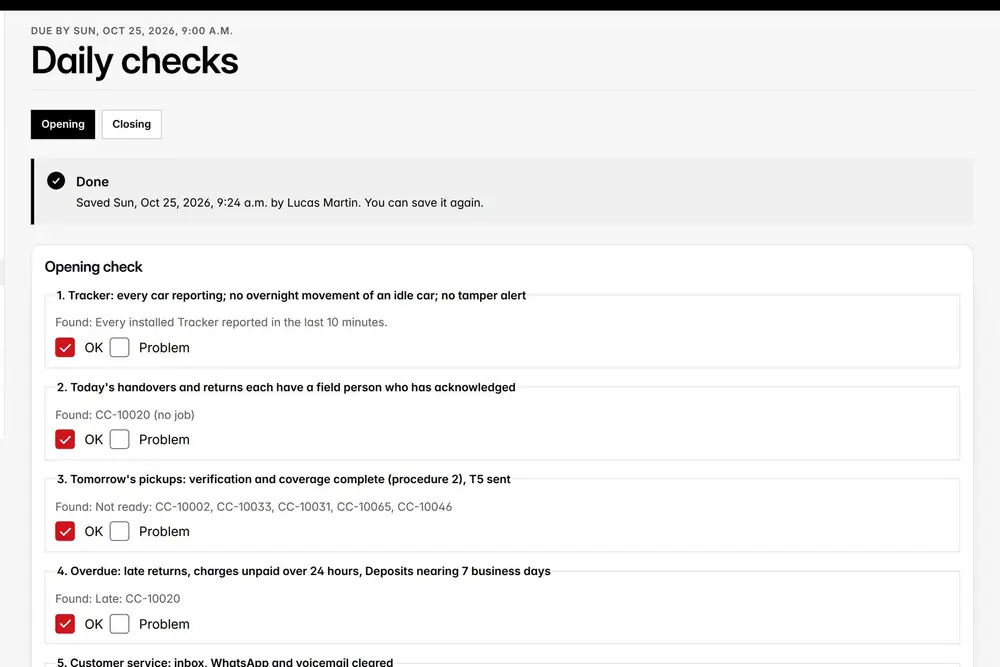 DUE BY SUN, OCT 25, 2026, 9:00 A.M.
Daily checks
Opening
Closing
Done
Saved Sun, Oct 25, 2026, 9:24 a.m. by Lucas Martin. You can save it again.
Opening check
1. Tracker: every car reporting; no overnight movement of an idle car; no tamper alert
Found: Every installed Tracker reported in the last 10 minutes.
OK Problem
2. Today's handovers and returns each have a field person who has acknowledged
Found: CC-10020 (no job)
OK Problem
3. Tomorrow's pickups: verification and coverage complete (procedure 2), T5 sent
Found: Not ready: CC-10002, CC-10033, CC-10031, CC-10065, CC-10046
OK Problem
4. Overdue: late returns, charges unpaid over 24 hours, Deposits nearing 7 business days
Found: Late: CC-10020
OK Problem
5. Customer service: inbox, WhatsApp and voicemail cleared